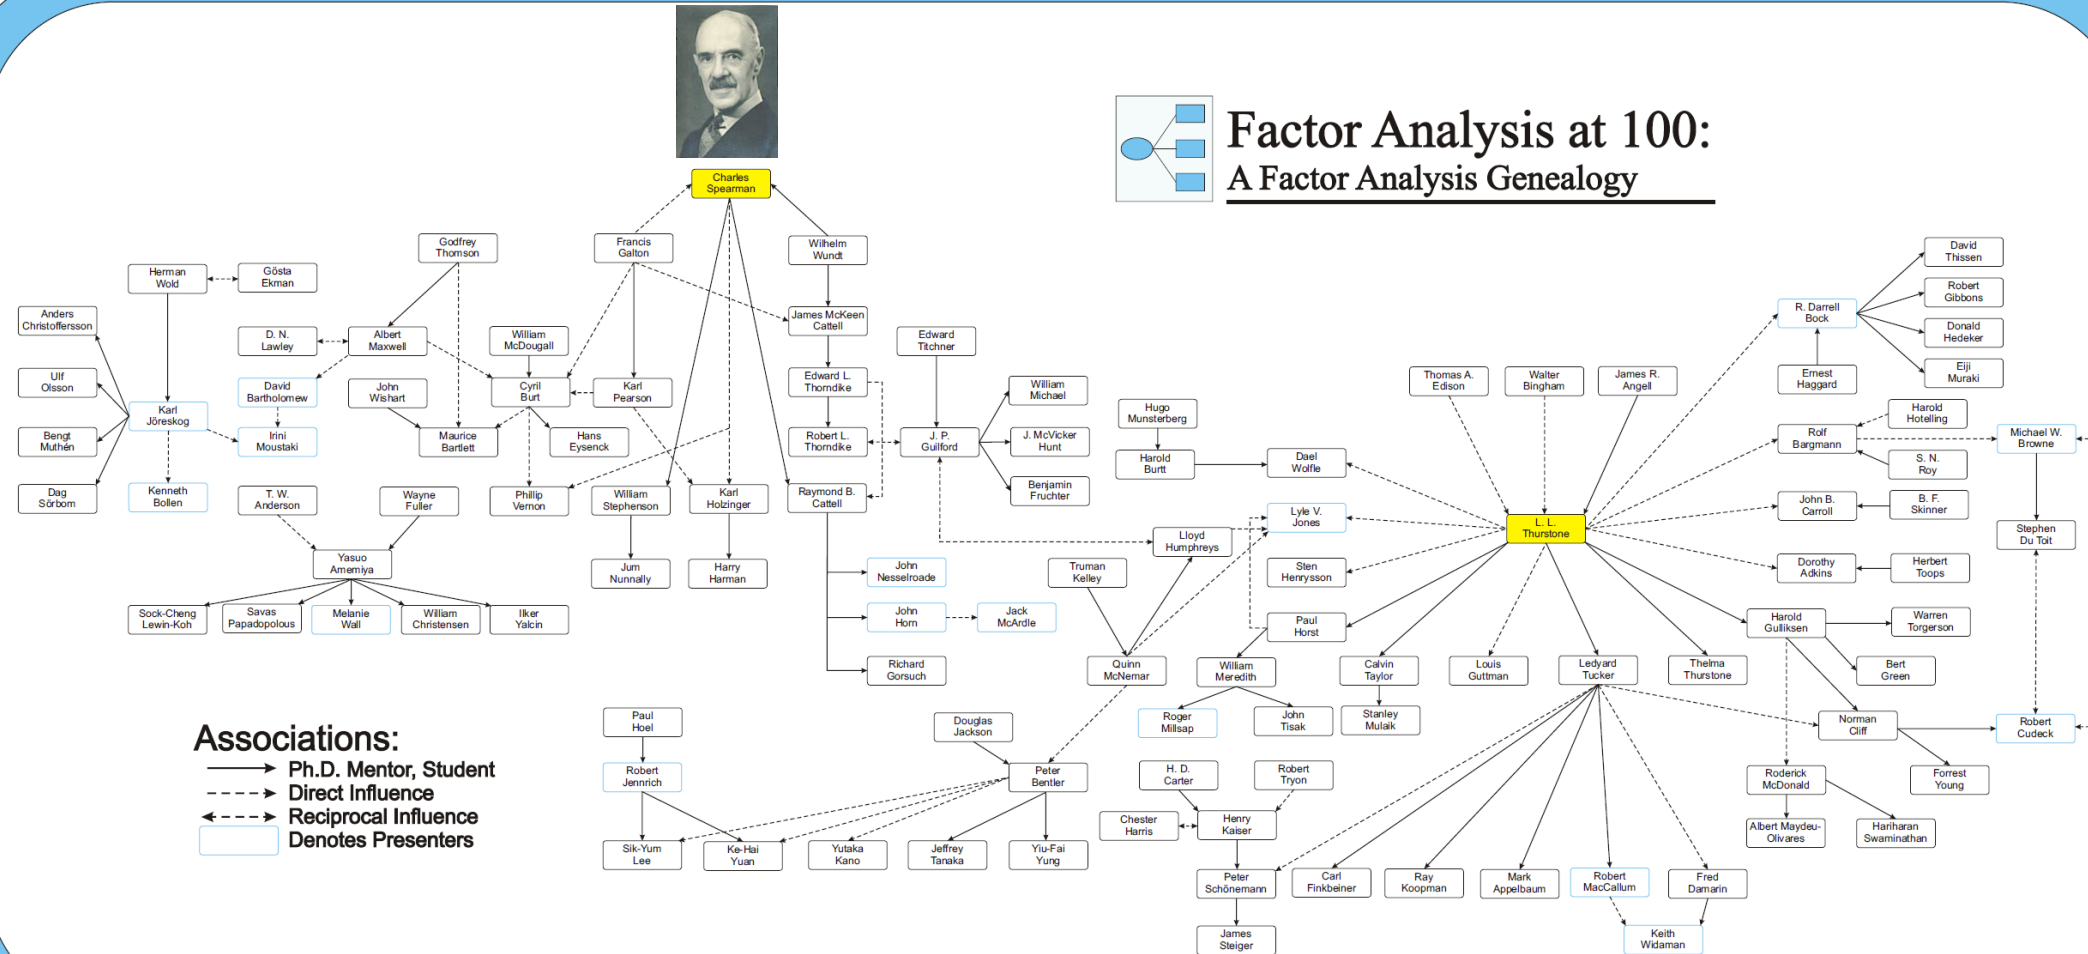 Factor Analysis at 100:
A Factor Analysis Genealogy
Charles
Spearman
Godfrey
Thomson
Francis
Galton
Wilhelm
Wundt
Herman
Wold
Gösta
Ekman
Anders
Christoffersson
D. N.
Lawley
Albert
Maxwell
William
McDougall
James McKeen
Cattell
Edward
Titchner
Ulf
Olsson
David
Bartholomew
John
Wishart
Cyril
Burt
Karl
Pearson
Edward L.
Thorndike
William
Michael
Karl
Jöreskog
Bengt
Muthén
Irini
Moustaki
Maurice
Bartlett
Hans
Eysenck
Robert L.
Thorndike
J. P.
Guilford
J. McVicker
Hunt
Dag
Sörbom
Kenneth
Bollen
T. W.
Anderson
Wayne
Fuller
Phillip
Vernon
William
Stephenson
Karl
Holzinger
Raymond B.
Cattell
Benjamin
Fruchter
Yasuo
Amemiya
Jum
Nunnally
Harry
Harman
John
Nesselroade
Sock-Cheng
Lewin-Koh
Savas
Papadopolous
Melanie
Wall
William
Christensen
Ilker
Yalcin
John
Horn
Jack
McArdle
Richard
Gorsuch
David
Thissen
Robert
Gibbons
R. Darrell
Bock
Donald
Hedeker
Ernest
Haggard
Eiji
Muraki
Thomas A.
Edison
Walter
Bingham
James R.
Angell
Hugo
Munsterberg
Harold
Hotelling
Rolf
Bargmann
Michael W.
Browne
Harold
Burtt
Dael
Wolfle
S. N.
Roy
Lyle V.
Jones
L. L.
Thurstone
John B.
Carroll
B. F.
Skinner
Lloyd
Humphreys
Stephen
Du Toit
Truman
Kelley
Sten
Henrysson
Dorothy
Adkins
Herbert
Toops
Paul
Horst
Harold
Gulliksen
Warren
Torgerson
Quinn
McNemar
William
Meredith
Calvin
Taylor
Louis
Guttman
Ledyard
Tucker
Thelma
Thurstone
Bert
Green
Roger
Millsap
John
Tisak
Stanley
Mulaik
Norman
Cliff
Robert
Cudeck
Paul
Hoel
Douglas
Jackson
Robert
Jennrich
Peter
Bentler
H. D.
Carter
Robert
Tryon
Roderick
McDonald
Forrest
Young
Chester
Harris
Henry
Kaiser
Albert Maydeu-
Olivares
Hariharan
Swaminathan
Sik-Yum
Lee
Ke-Hai
Yuan
Yutaka
Kano
Jeffrey
Tanaka
Yiu-Fai
Yung
Peter
Schönemann
Carl
Finkbeiner
Ray
Koopman
Mark
Appelbaum
Robert
MacCallum
Fred
Damarin
James
Steiger
Keith
Widaman
Associations:
Ph.D. Mentor, Student
Direct Influence
Reciprocal Influence
Denotes Presenters